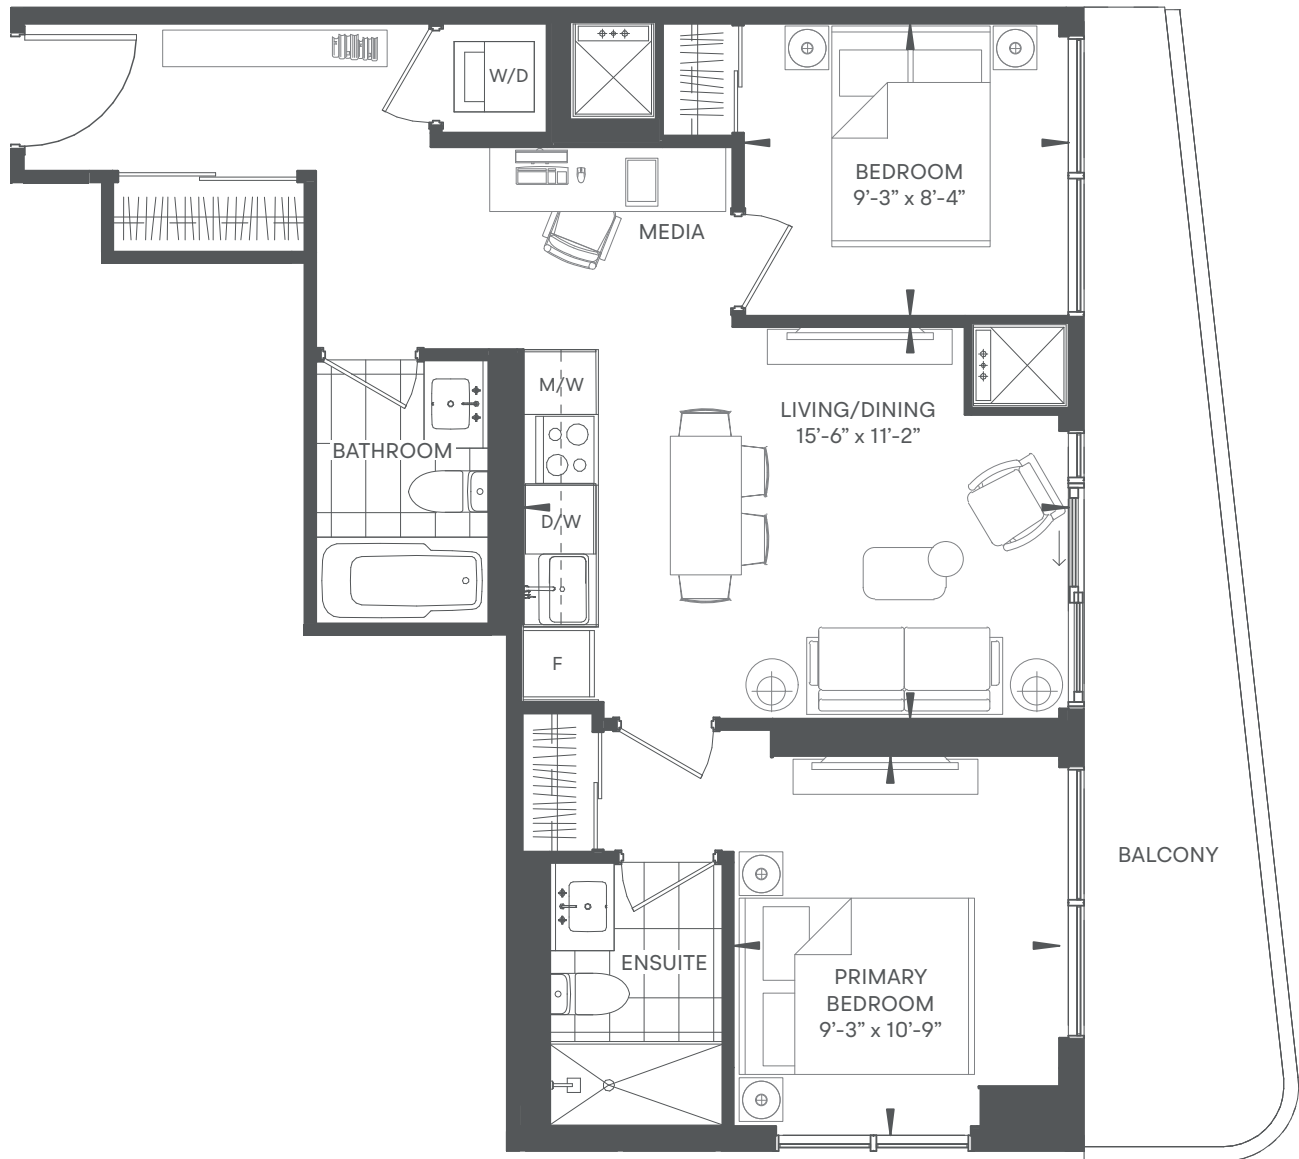 W/D
BEDROOM
9’-3” x 8’-4”
MEDIA
M/W
LIVING/DINING
15’-6” x 11’-2”
BATHROOM
D/W
F
BALCONY
ENSUITE
PRIMARY
BEDROOM
9’-3” x 10’-9”